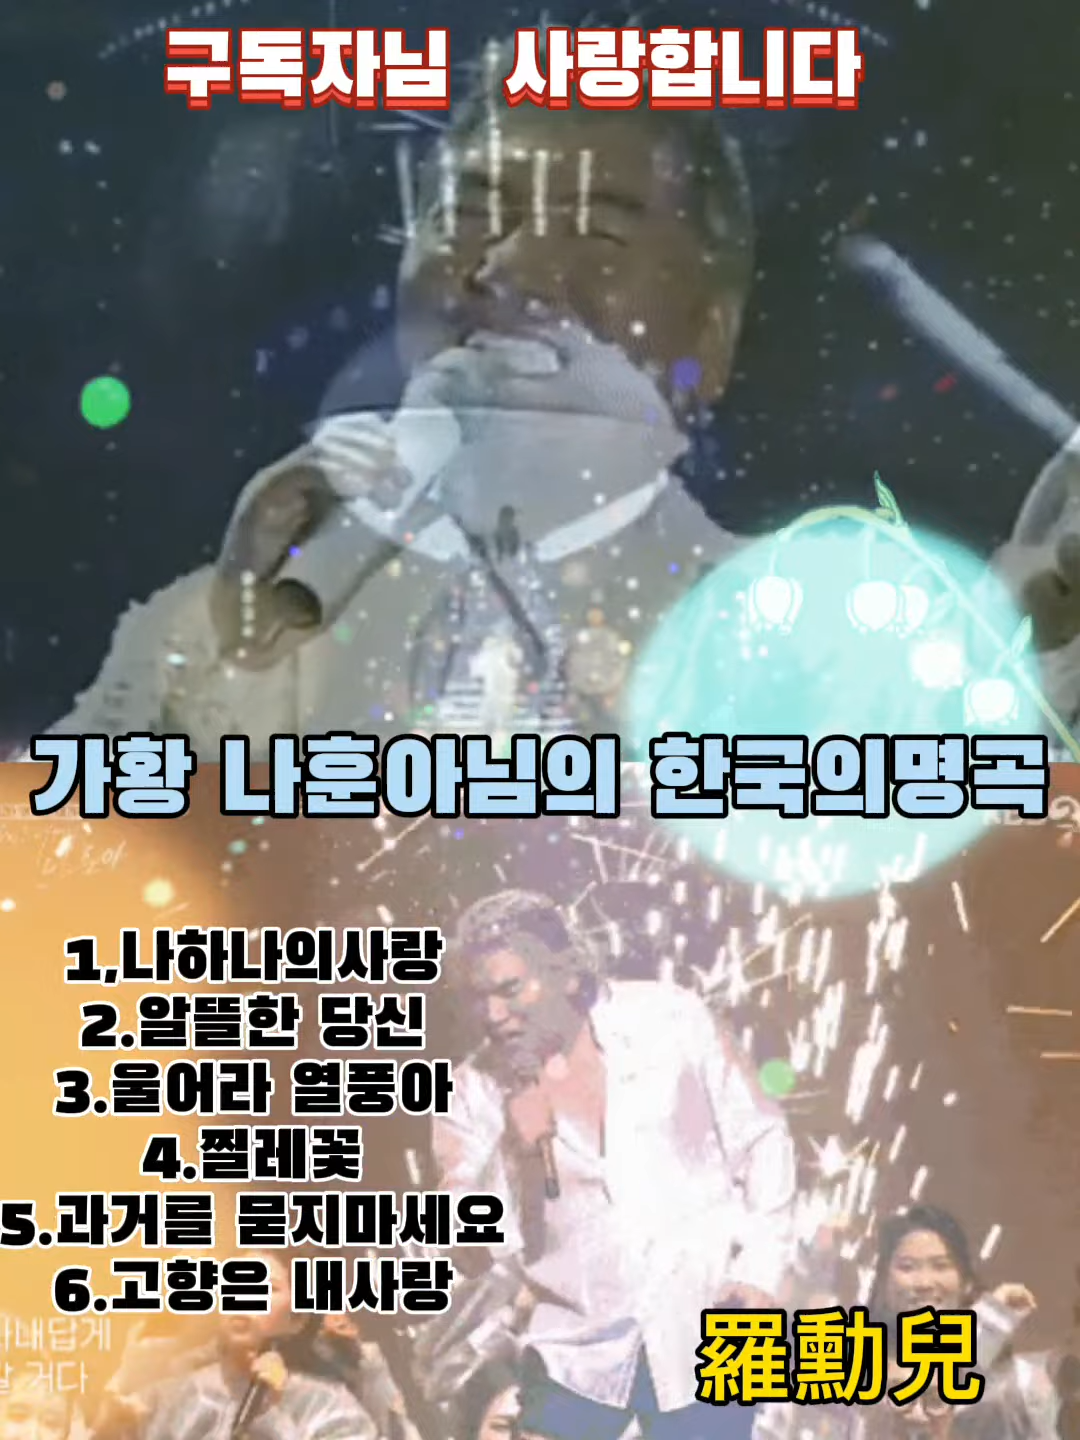 구독자님 사랑합니다
가황 나훈아님의 한국의명곡
1,나하나의사랑
2.알뜰한 당신
3.울어라 열풍아
4.찔레꽃
5.과거를 묻지마세요
6.고향은 내사랑
羅勳兒